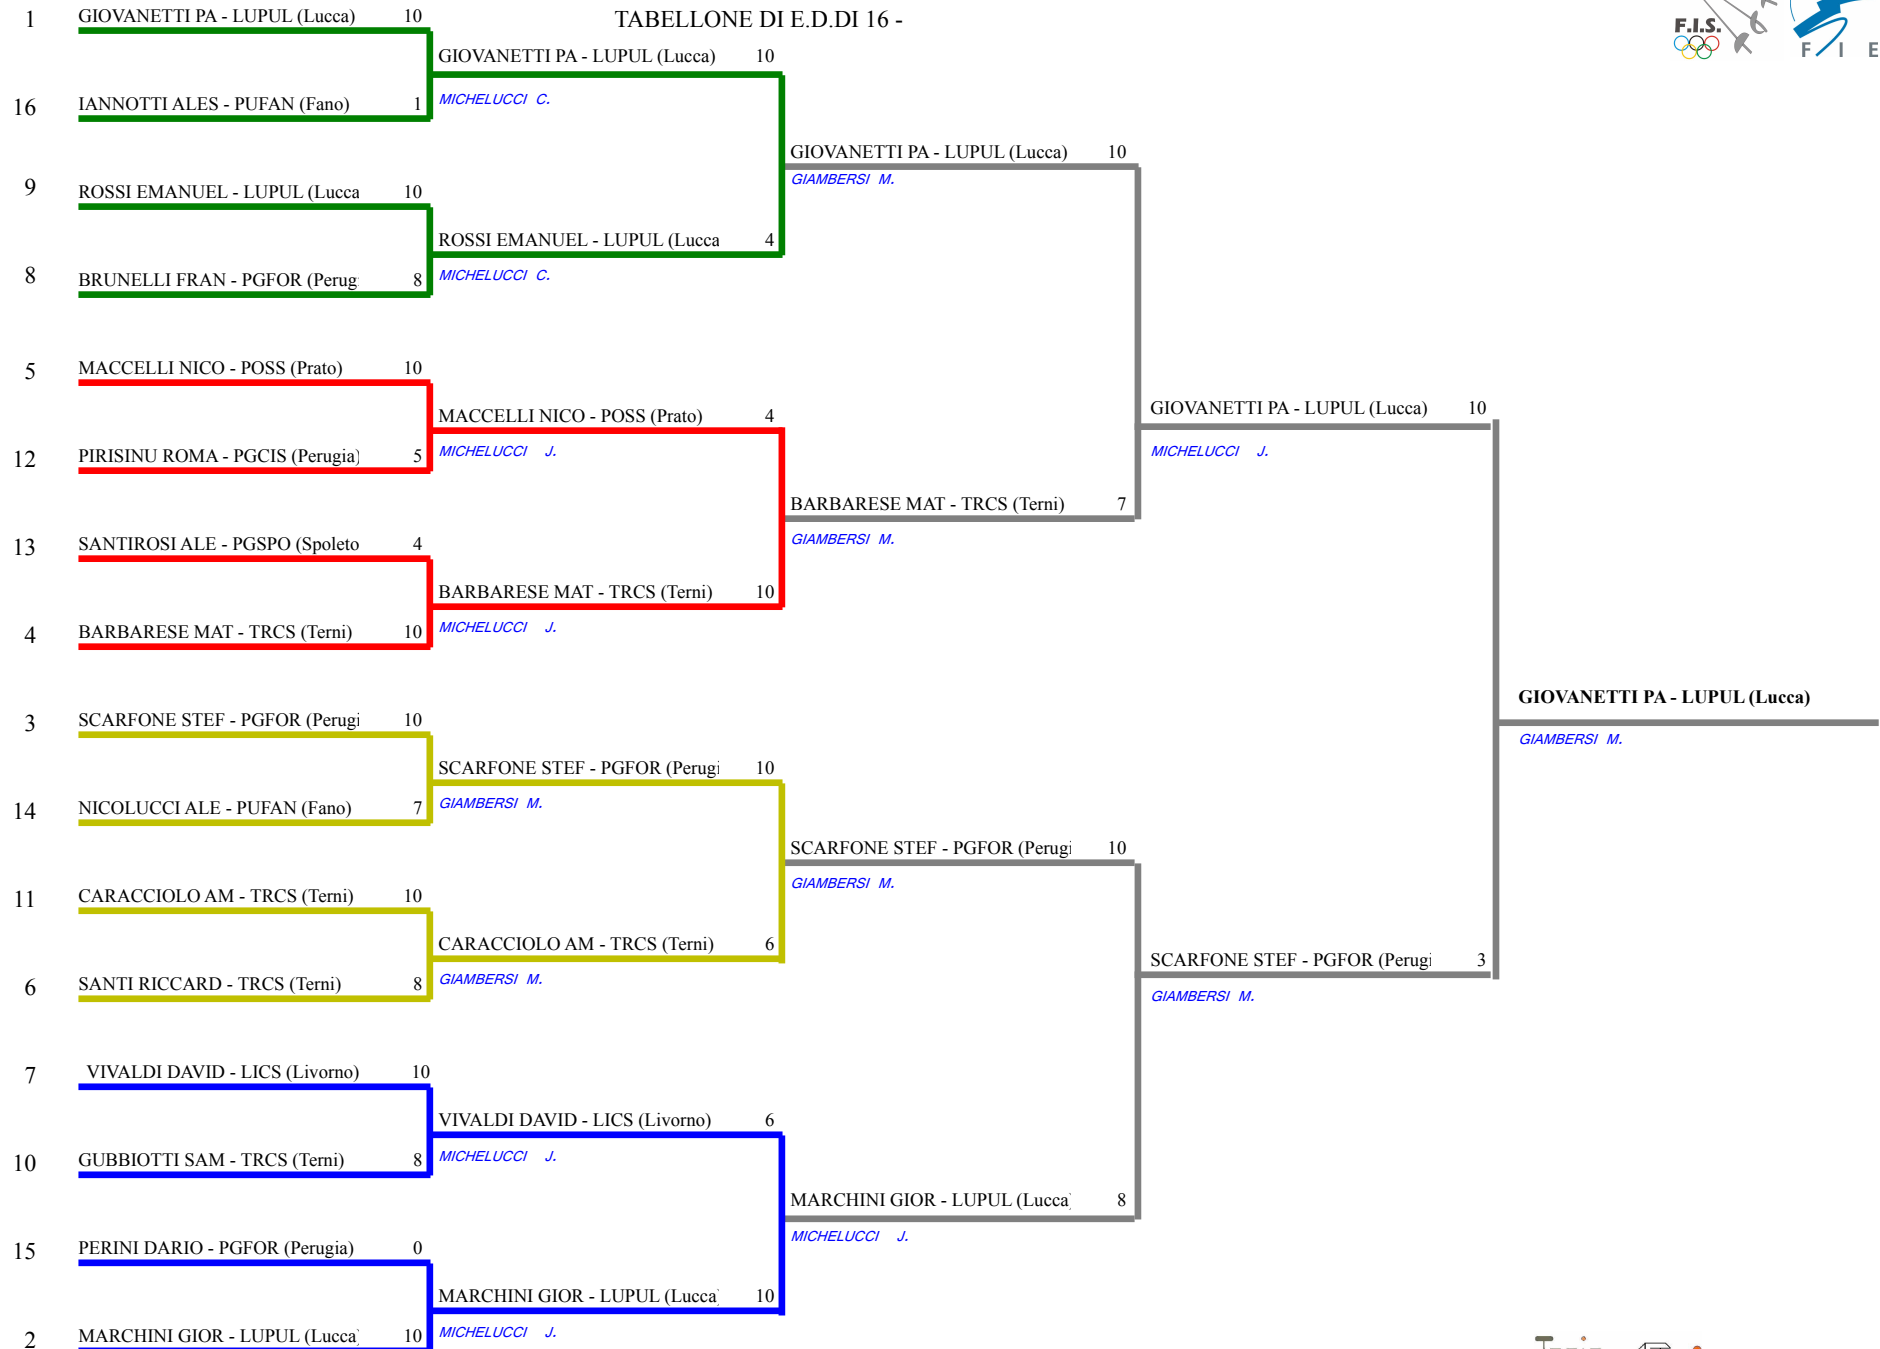 TABELLONE DI E.D.DI 16 -
F.I.S.
F I E
1 GIOVANETTI PA - LUPUL (Lucca) 10
GIOVANETTI PA - LUPUL (Lucca) 10
MICHELUCCI C.
16 IANNOTTI ALES - PUFAN (Fano) 1
GIOVANETTI PA - LUPUL (Lucca) 10
GIAMBERSI M.
9 ROSSI EMANUEL - LUPUL (Lucca 10
ROSSI EMANUEL - LUPUL (Lucca 4
MICHELUCCI C.
8 BRUNELLI FRAN - PGFOR (Perug 8
5 MACCELLI NICO - POSS (Prato) 10
GIOVANETTI PA - LUPUL (Lucca) 10
MICHELUCCI J.
MACCELLI NICO - POSS (Prato) 4
MICHELUCCI J.
12 PIRISINU ROMA - PGCIS (Perugia) 5
BARBARESE MAT - TRCS (Terni) 7
GIAMBERSI M.
13 SANTIROSI ALE - PGSPO (Spoleto 4
BARBARESE MAT - TRCS (Terni) 10
MICHELUCCI J.
4 BARBARESE MAT - TRCS (Terni) 10
GIOVANETTI PA - LUPUL (Lucca)
GIAMBERSI M.
3 SCARFONE STEF - PGFOR (Perugi 10
SCARFONE STEF - PGFOR (Perugi 10
GIAMBERSI M.
14 NICOLUCCI ALE - PUFAN (Fano) 7
SCARFONE STEF - PGFOR (Perugi 10
GIAMBERSI M.
11 CARACCIOLO AM - TRCS (Terni) 10
CARACCIOLO AM - TRCS (Terni) 6
GIAMBERSI M.
6 SANTI RICCARD - TRCS (Terni) 8
SCARFONE STEF - PGFOR (Perugi 3
GIAMBERSI M.
7 VIVALDI DAVID - LICS (Livorno) 10
VIVALDI DAVID - LICS (Livorno) 6
MICHELUCCI J.
10 GUBBIOTTI SAM - TRCS (Terni) 8
MARCHINI GIOR - LUPUL (Lucca) 8
MICHELUCCI J.
15 PERINI DARIO - PGFOR (Perugia) 0
MARCHINI GIOR - LUPUL (Lucca) 10
MICHELUCCI J.
2 MARCHINI GIOR - LUPUL (Lucca) 10